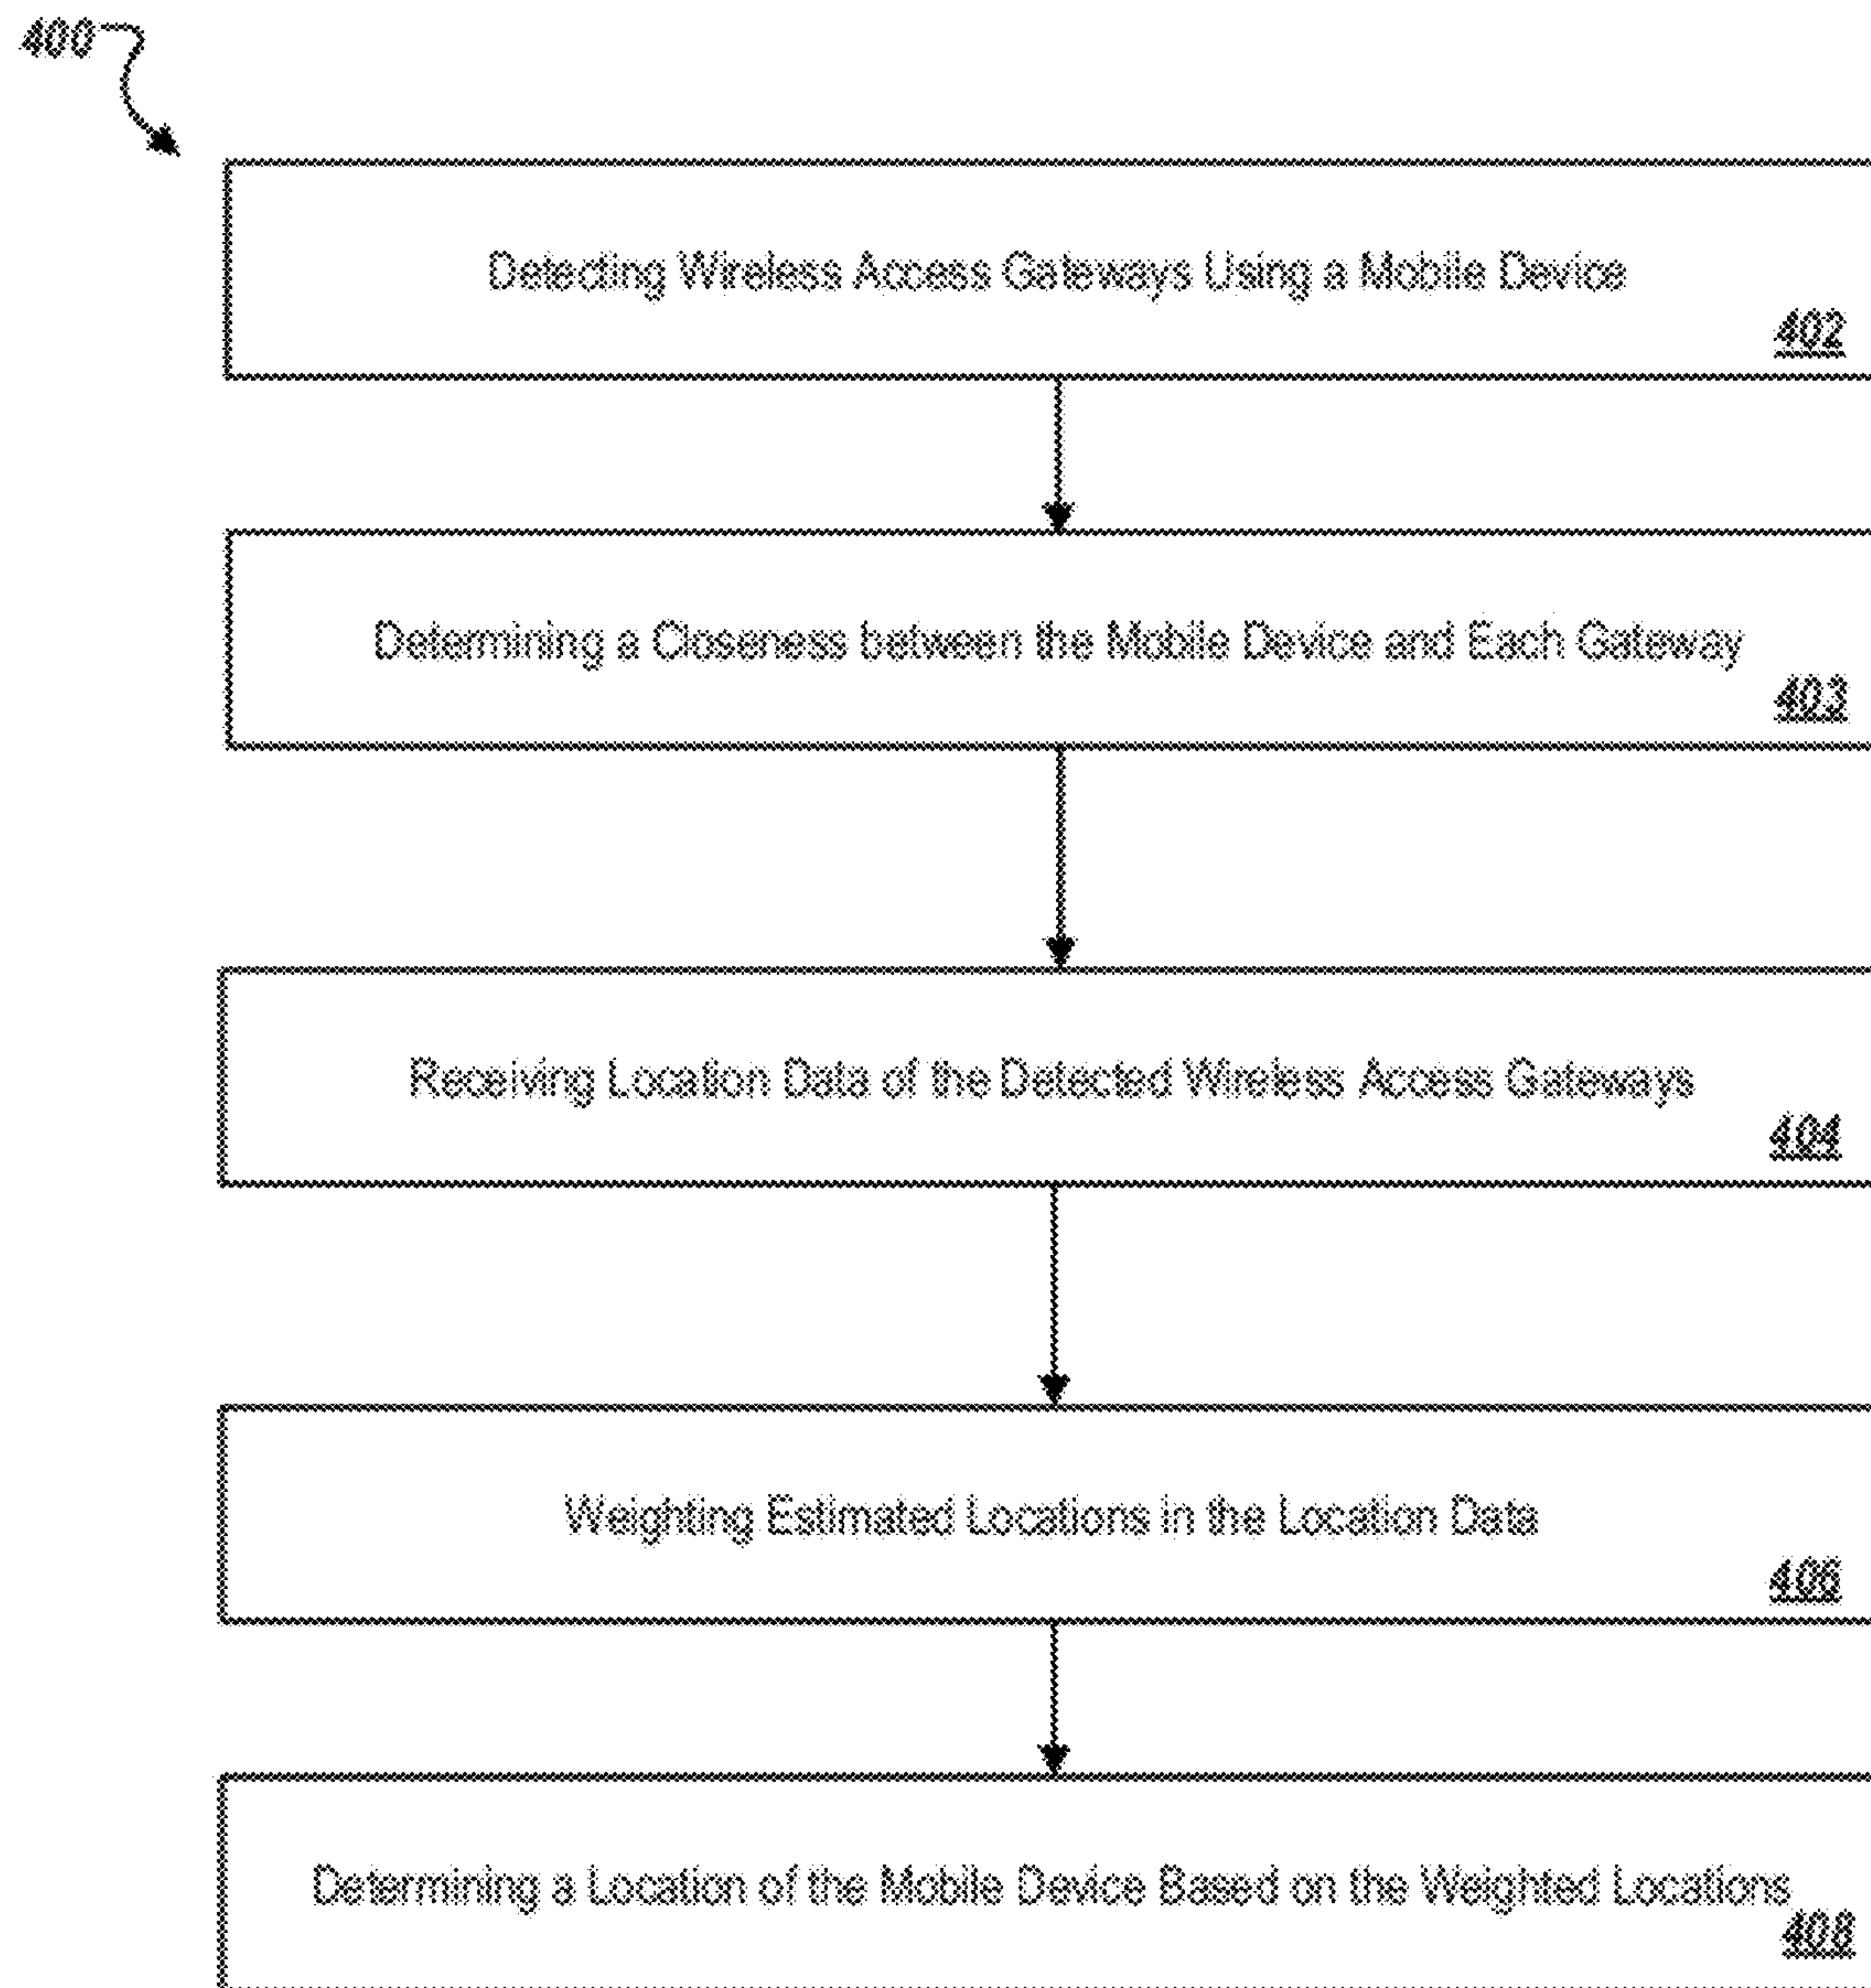 400
Detecting Wireless Access Gateways Using a Mobile Device
402
Determining a Closeness between the Mobile Device and Each Gateway
403
Receiving Location Data of the Detected Wireless Access Gateways
404
Weighting Estimated Locations in the Location Data
406
Determining a Location of the Mobile Device Based on the Weighted Locations
408